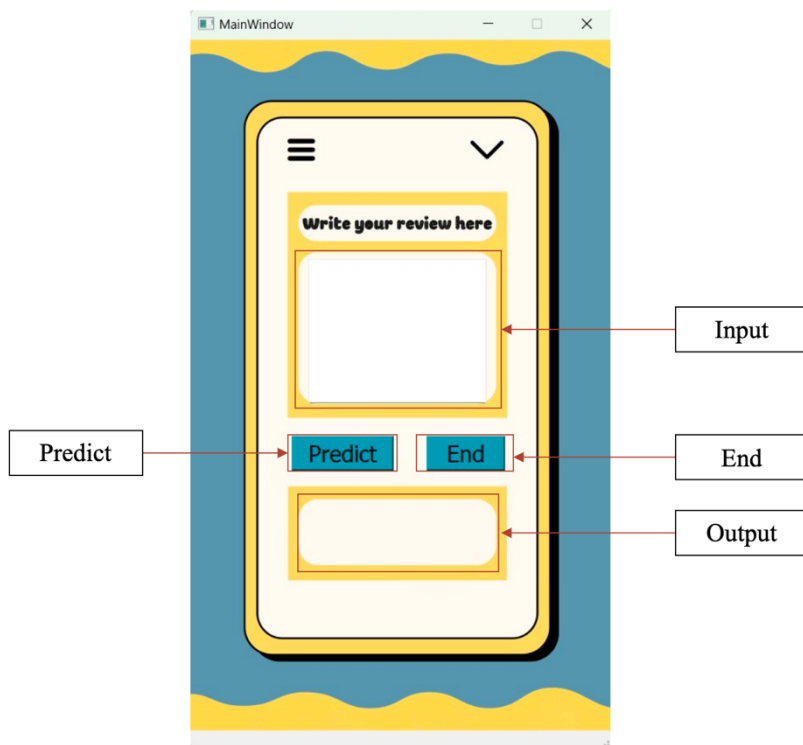 MainWindow
Write your review here
Input
Predict
Predict
End
End
Output